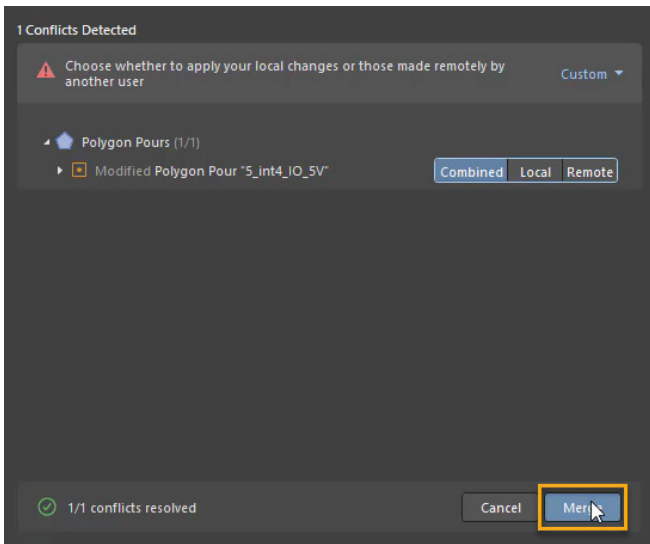 1 Conflicts Detected
Choose whether to apply your local changes or those made remotely by
another user
Custom
Polygon Pours (1/1)
Modified Polygon Pour "5_int4_IO_5V"
Combined Local Remote
1/1 conflicts resolved
Cancel Merge